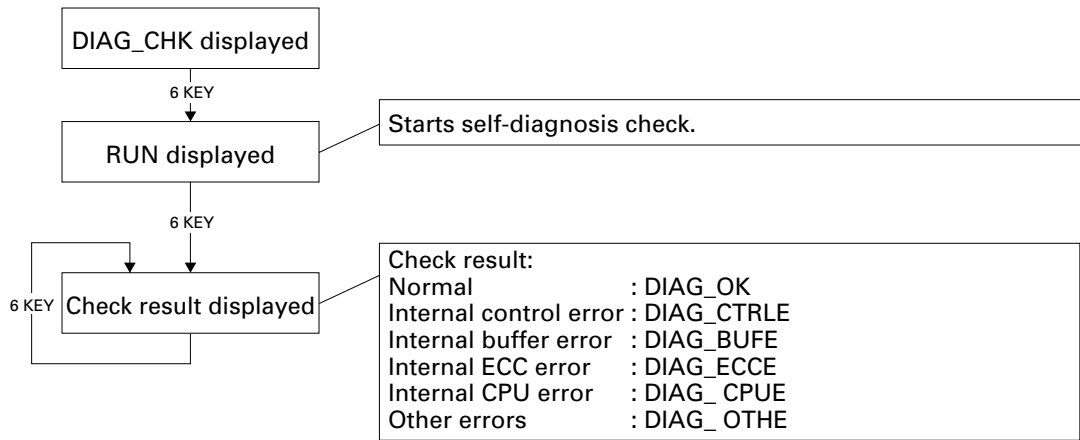 DIAG_CHK displayed
6 KEY
RUN displayed
Starts self-diagnosis check.
6 KEY
6 KEY
Check result displayed
Check result:
Normal : DIAG_OK
Internal control error : DIAG_CTRLE
Internal buffer error : DIAG_BUFE
Internal ECC error : DIAG_ECCE
Internal CPU error : DIAG_ CPUE
Other errors : DIAG_ OTHE